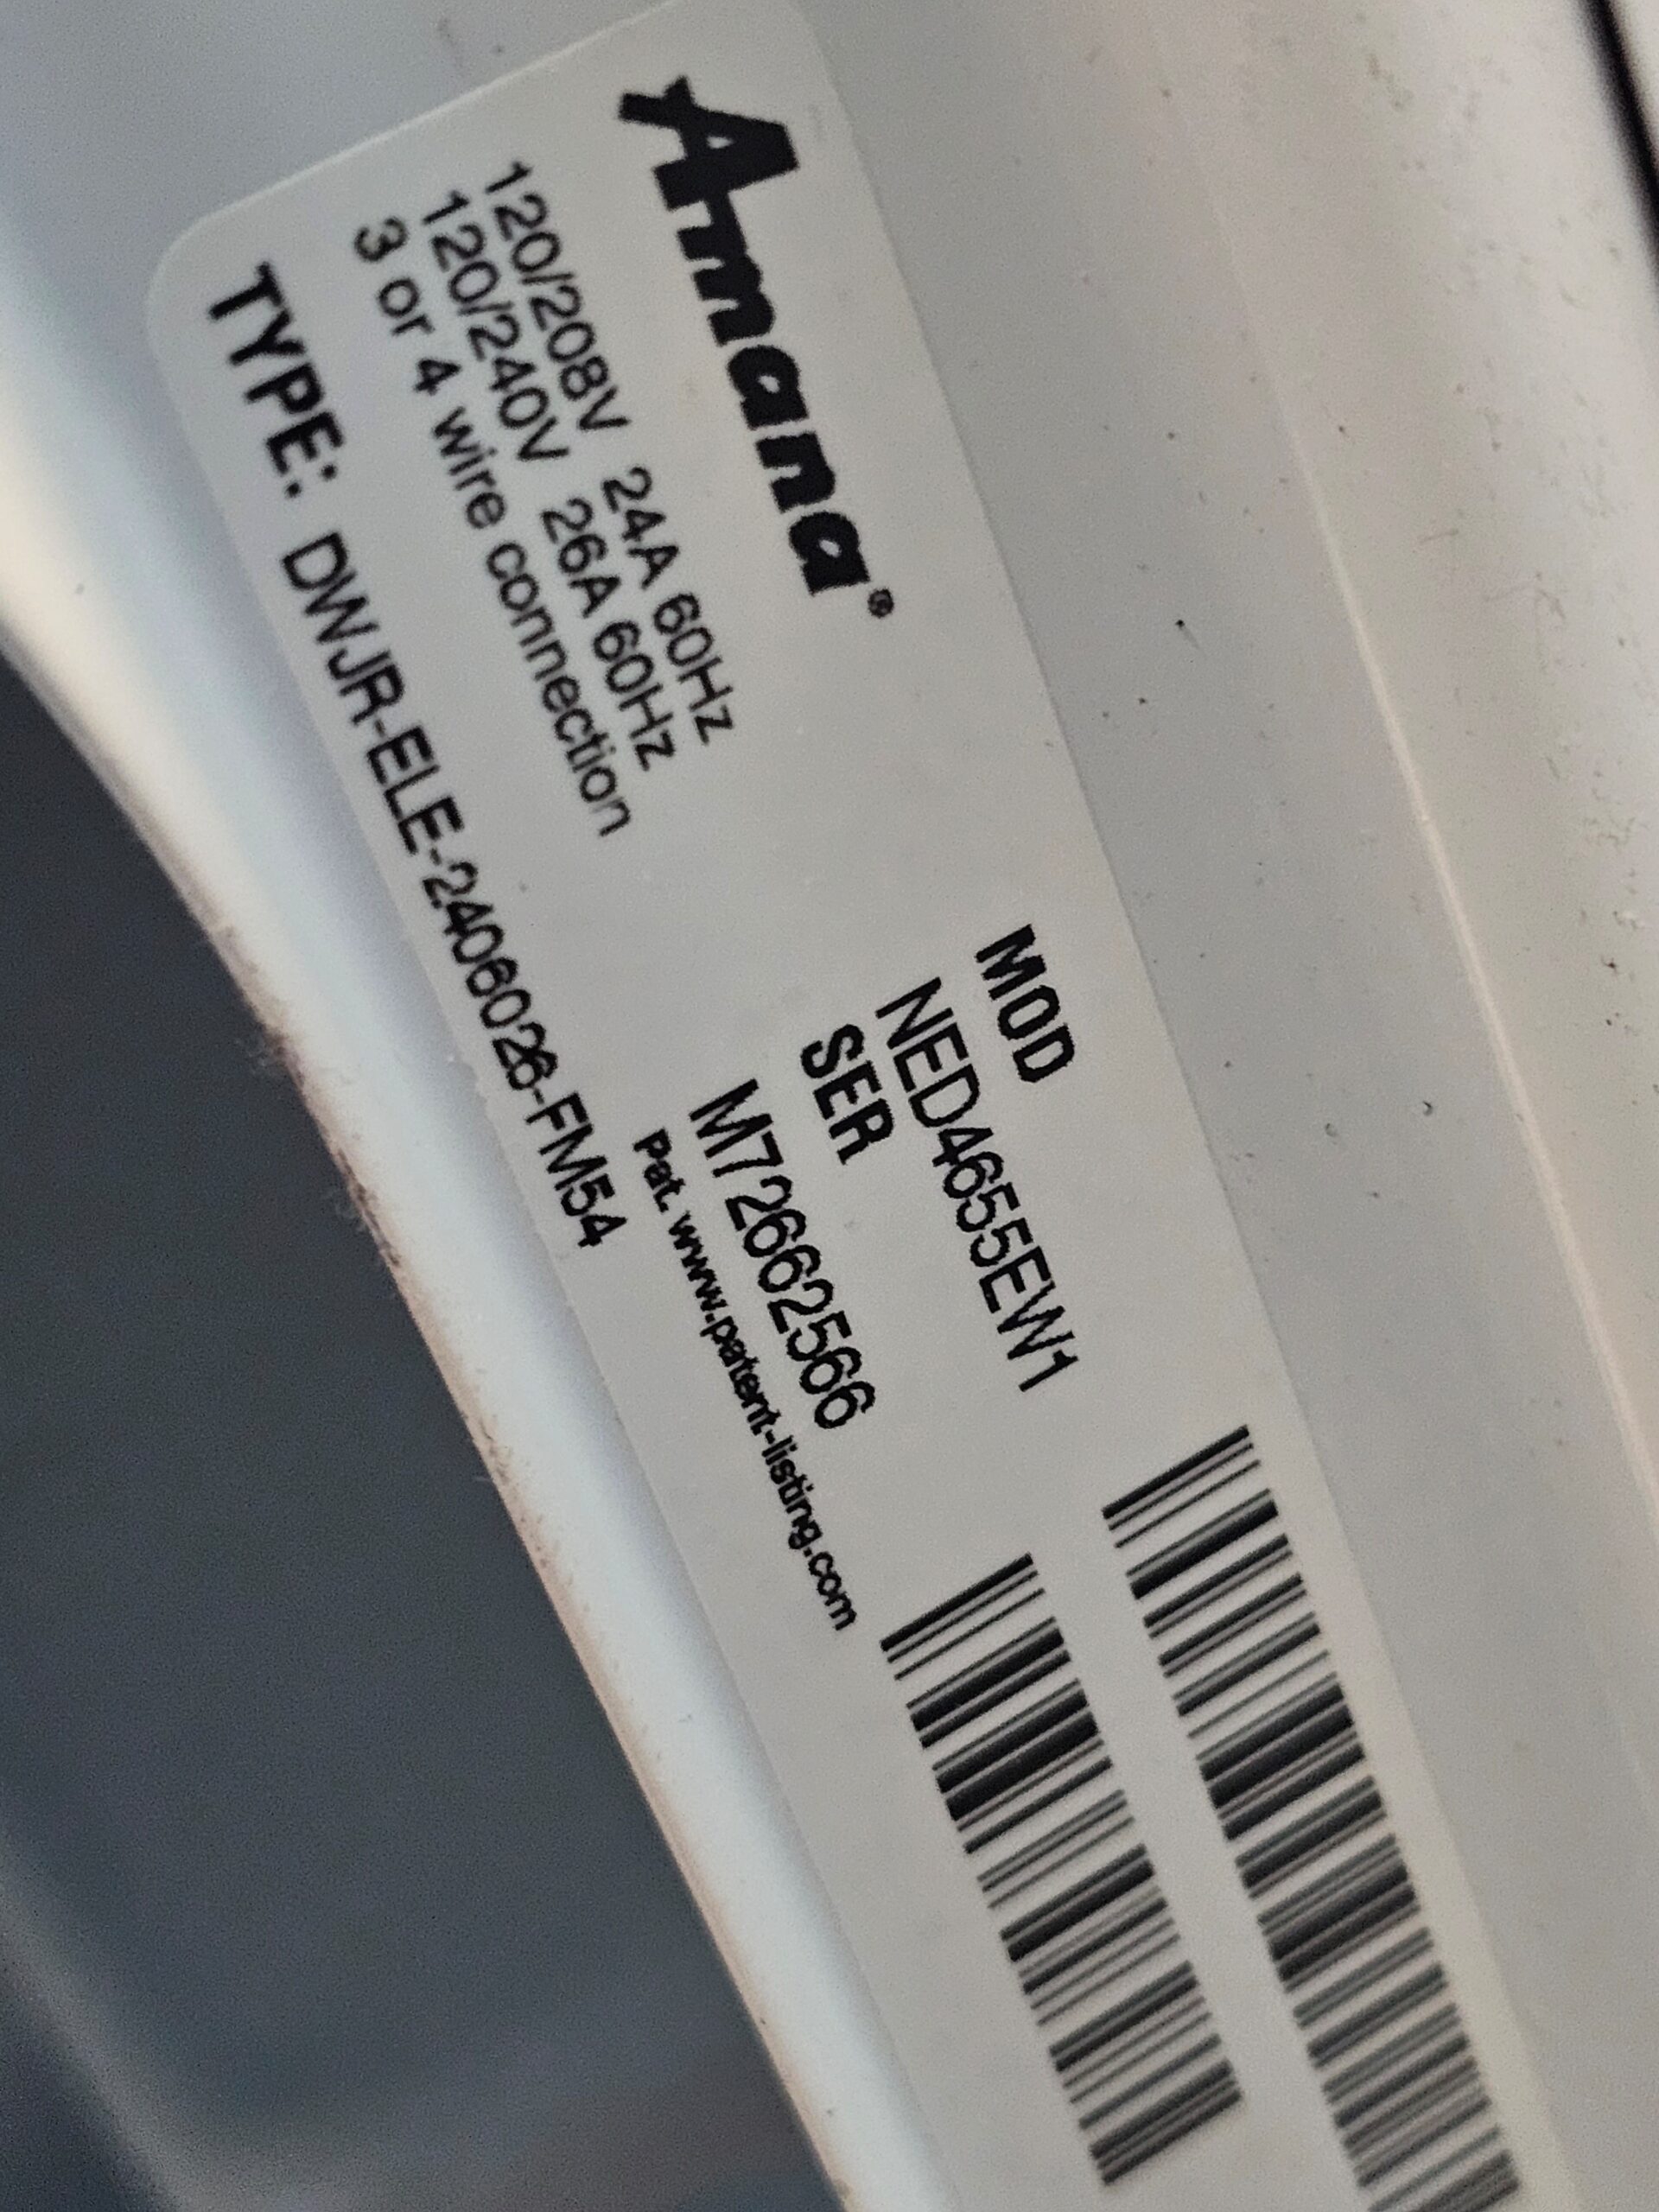 Amana®
120/208V 24A 60Hz
120/240V 26A 60Hz
3 or 4 wire connection
TYPE: DWJR-ELE-2406026-FM54
MOD
NED4655EW1
SER
M72662566
Pat. www.patent-listing.com